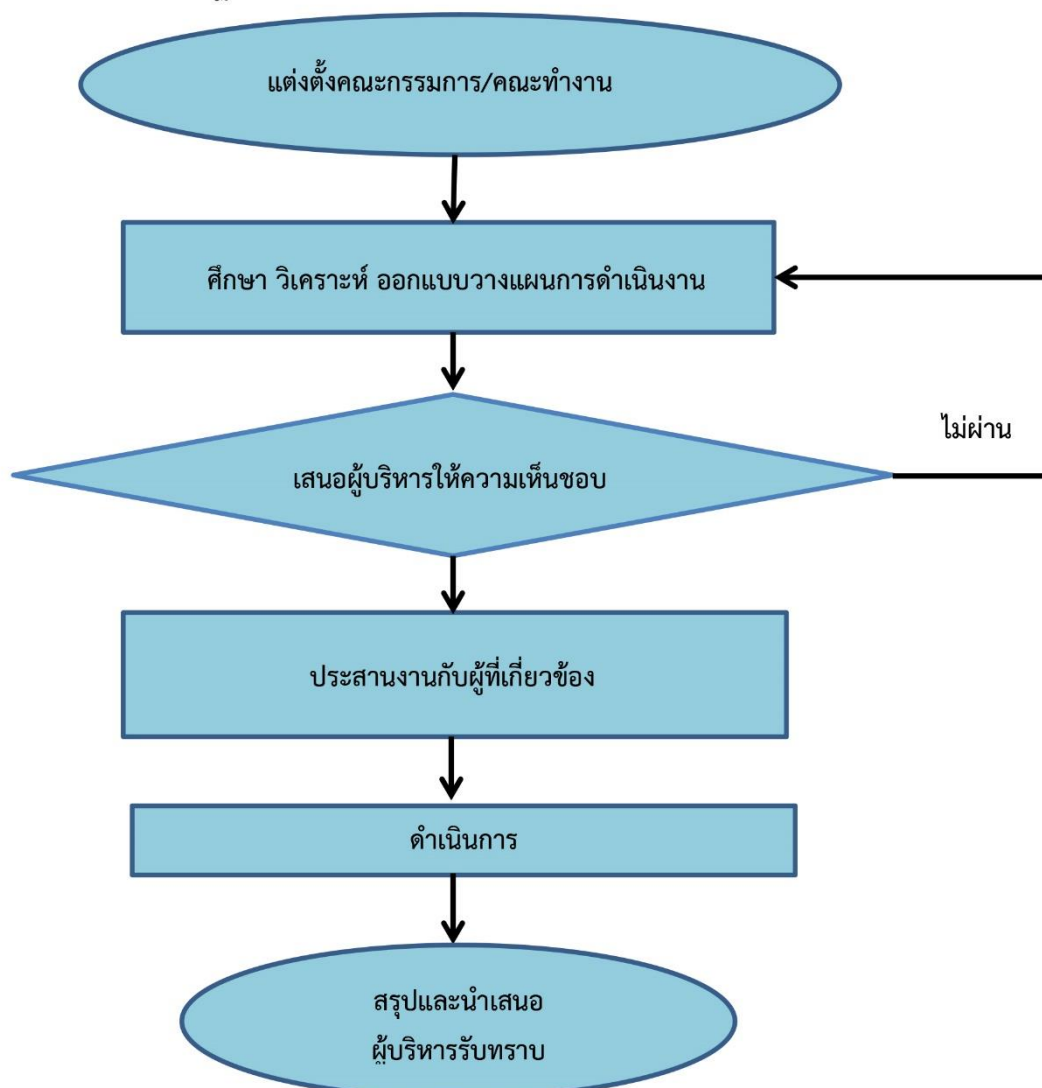 แต่งตั้งคณะกรรมการ/คณะทำงาน
ศึกษา วิเคราะห์ ออกแบบวางแผนการดำเนินงาน
ไม่ผ่าน
เสนอผู้บริหารให้ความเห็นชอบ
ประสานงานกับผู้ที่เกี่ยวข้อง
ดำเนินการ
สรุปและนำเสนอ
ผู้บริหารรับทราบ